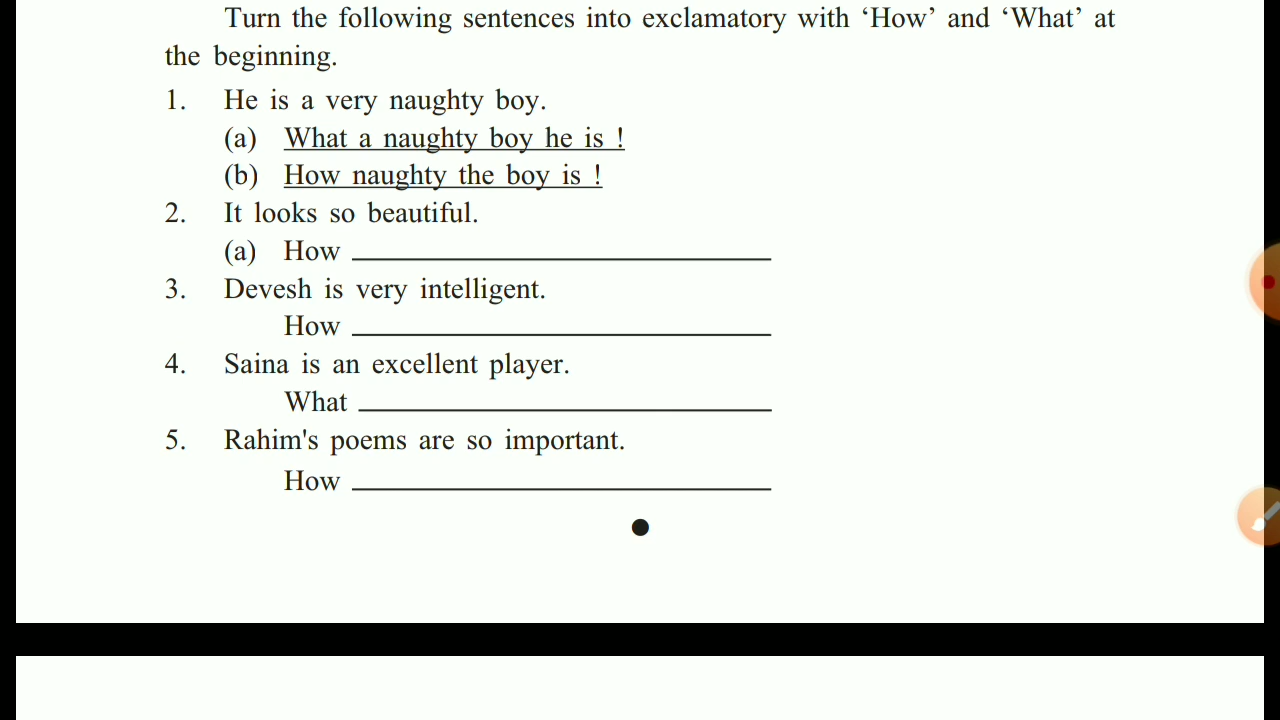 Turn the following sentences into exclamatory with ‘How’ and ‘What’ at
the beginning.
1. He is a very naughty boy.
(a) What a naughty boy he is !
(b) How naughty the boy is !
2. It looks so beautiful.
(a) How
3. Devesh is very intelligent.
How
4. Saina is an excellent player.
What
5. Rahim's poems are so important.
How